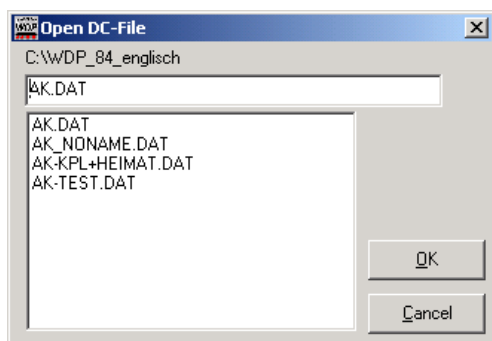 WDP Open DC-File
C:\WDP_84_englisch
AK.DAT
AK.DAT
AK_NONAME.DAT
AK-KPL+HEIMAT.DAT
AK-TEST.DAT
OK
Cancel